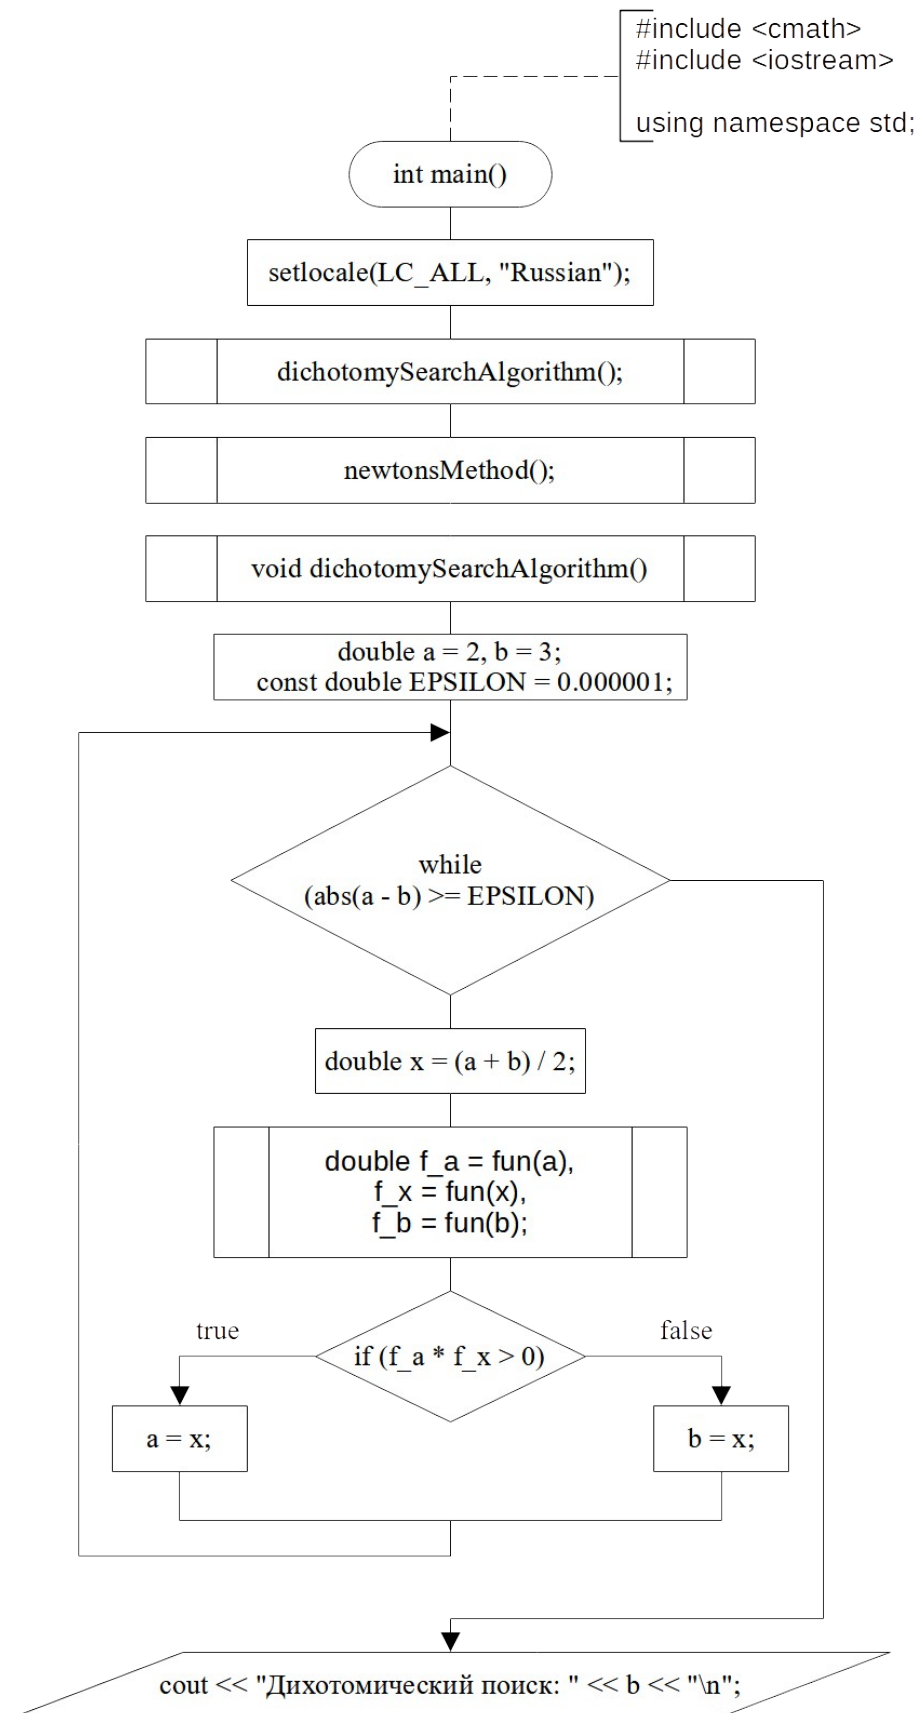 #include <cmath>
#include <iostream>
using namespace std;
int main()
setlocale(LC_ALL, "Russian");
dichotomySearchAlgorithm();
newtonsMethod();
void dichotomySearchAlgorithm()
double a = 2, b = 3;
const double EPSILON = 0.000001;
while
(abs(a - b) >= EPSILON)
double x = (a + b) / 2;
double f_a = fun(a),
f_x = fun(x),
f_b = fun(b);
true
false
if (f_a * f_x > 0)
a = x;
b = x;
cout << "Дихотомический поиск: " << b << "\n";